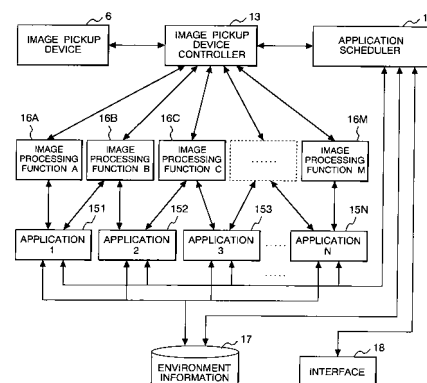 6
13
1
IMAGE PICKUP
DEVICE
IMAGE PICKUP
DEVICE
CONTROLLER
APPLICATION
SCHEDULER
16A
16B
16C
16M
IMAGE
PROCESSING
FUNCTION A
IMAGE
PROCESSING
FUNCTION B
IMAGE
PROCESSING
FUNCTION C
......
IMAGE
PROCESSING
FUNCTION M
151
152
153
15N
APPLICATION
1
APPLICATION
2
APPLICATION
3
......
APPLICATION
N
......
17
18
ENVIRONMENT
INFORMATION
INTERFACE